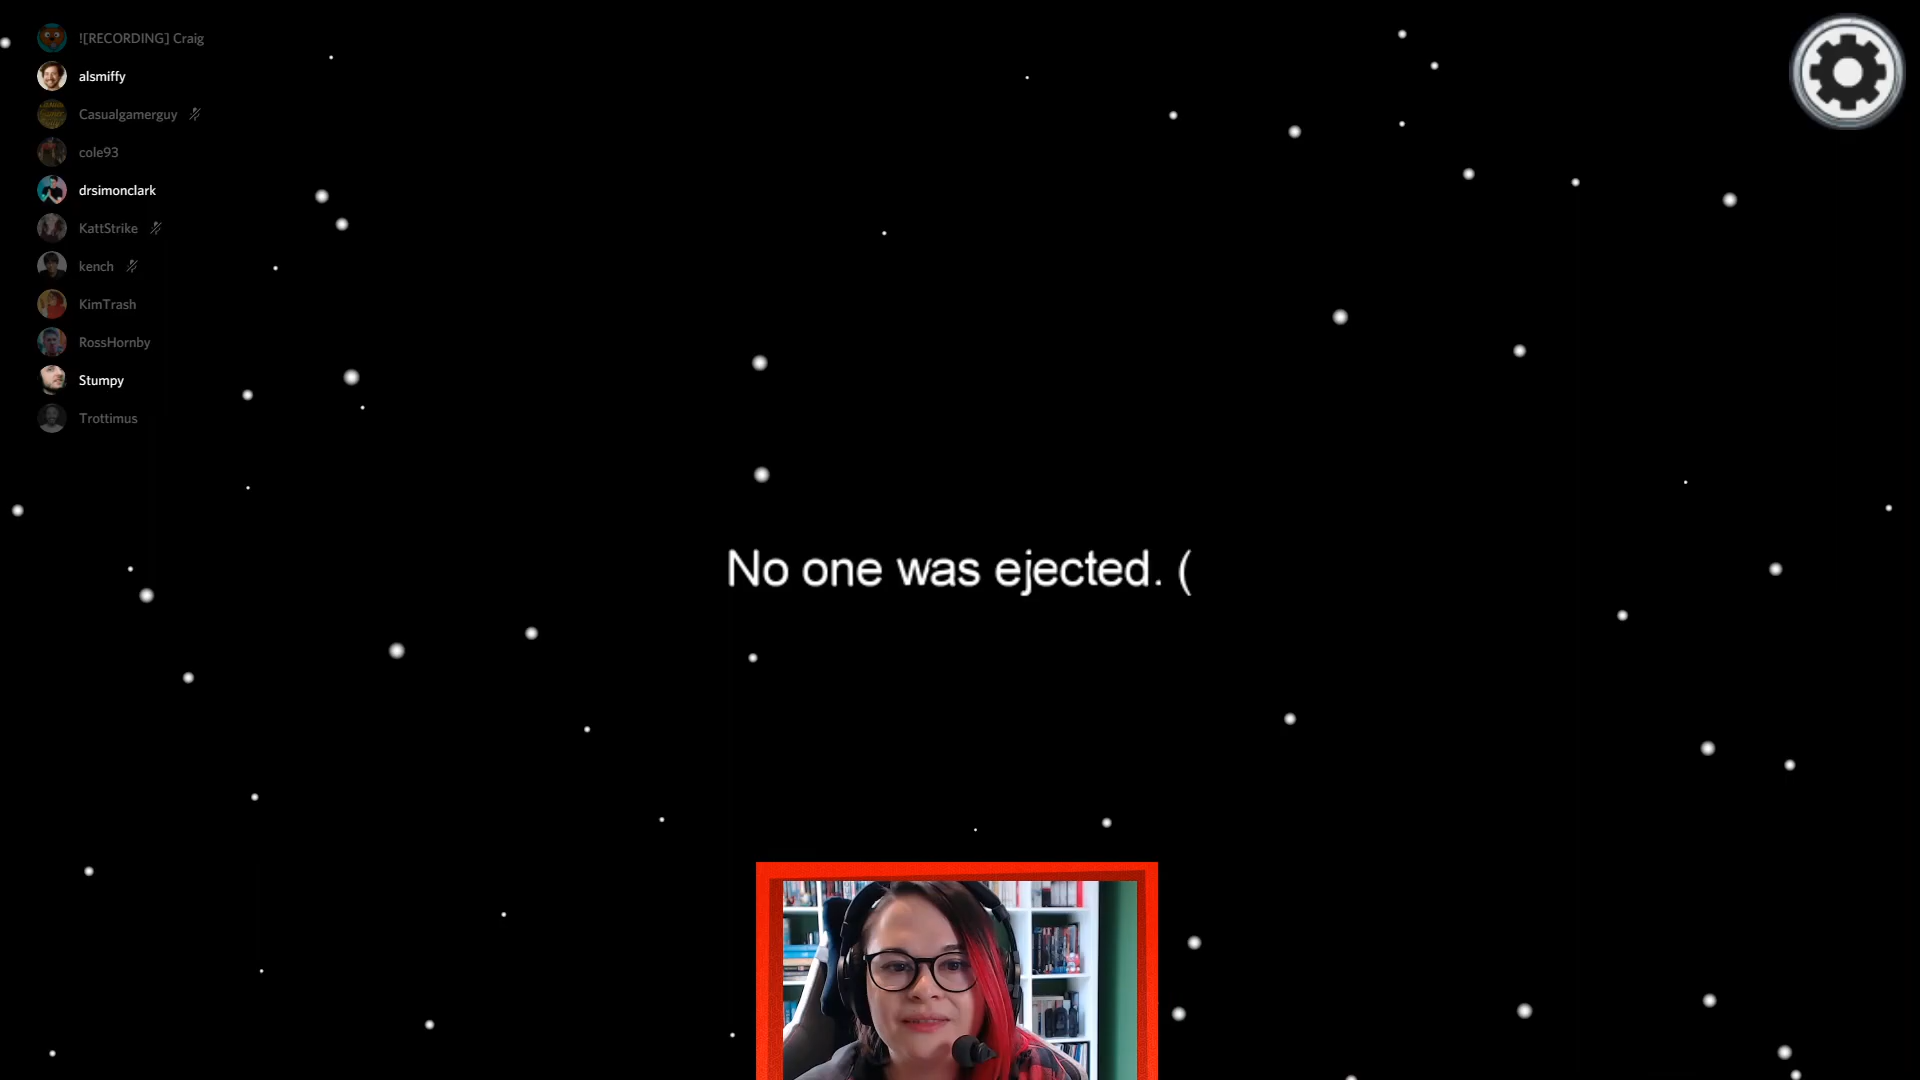 ![RECORDING] Craig
alsmiffy
Casualgamerguy
cole93
drsimonclark
KattStrike
kench
KimTrash
RossHornby
Stumpy
Trottimus
No one was ejected. (